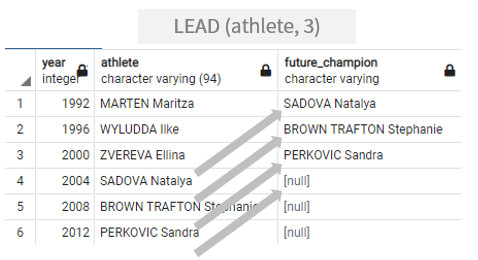 LEAD (athlete, 3)
year athlete future_champion
integer character varying (94) character varying
1 1992 MARTEN Maritza SADOVA Natalya
2 1996 WYLUDDA Ilke BROWN TRAFTON Stephanie
3 2000 ZVEREVA Ellina PERKOVIC Sandra
4 2004 SADOVA Natalya [null]
5 2008 BROWN TRAFTON Stephanie [null]
6 2012 PERKOVIC Sandra [null]